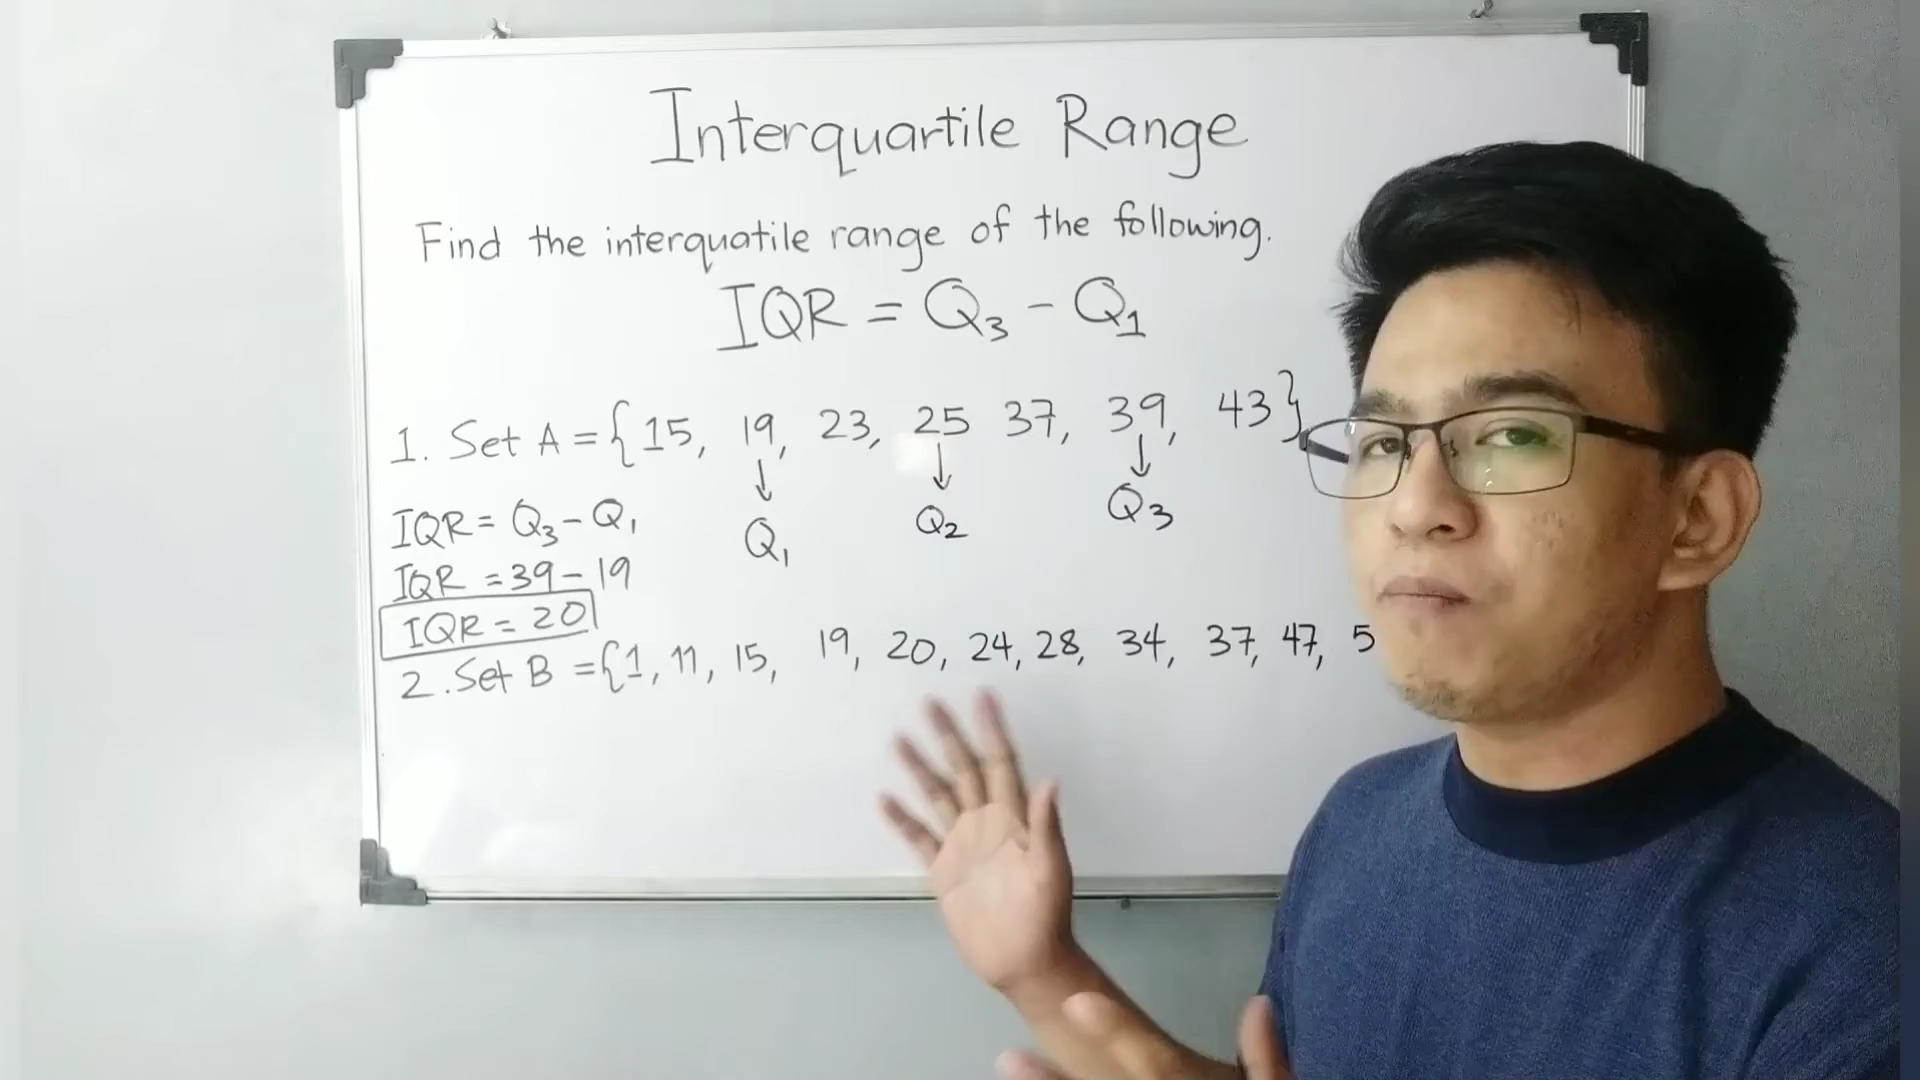 Interquartile Range
Find the interquatile range of the following.
IQR = Q₃ - Q₁
1. Set A = {15, 19, 23, 25 37, 39, 43}
↓ ↓ ↓
Q₁ Q₂ Q₃
IQR = Q₃ - Q₁
IQR = 39 - 19
IQR = 20
2. Set B = {1, 11, 15, 19, 20, 24, 28, 34, 37, 47, 5